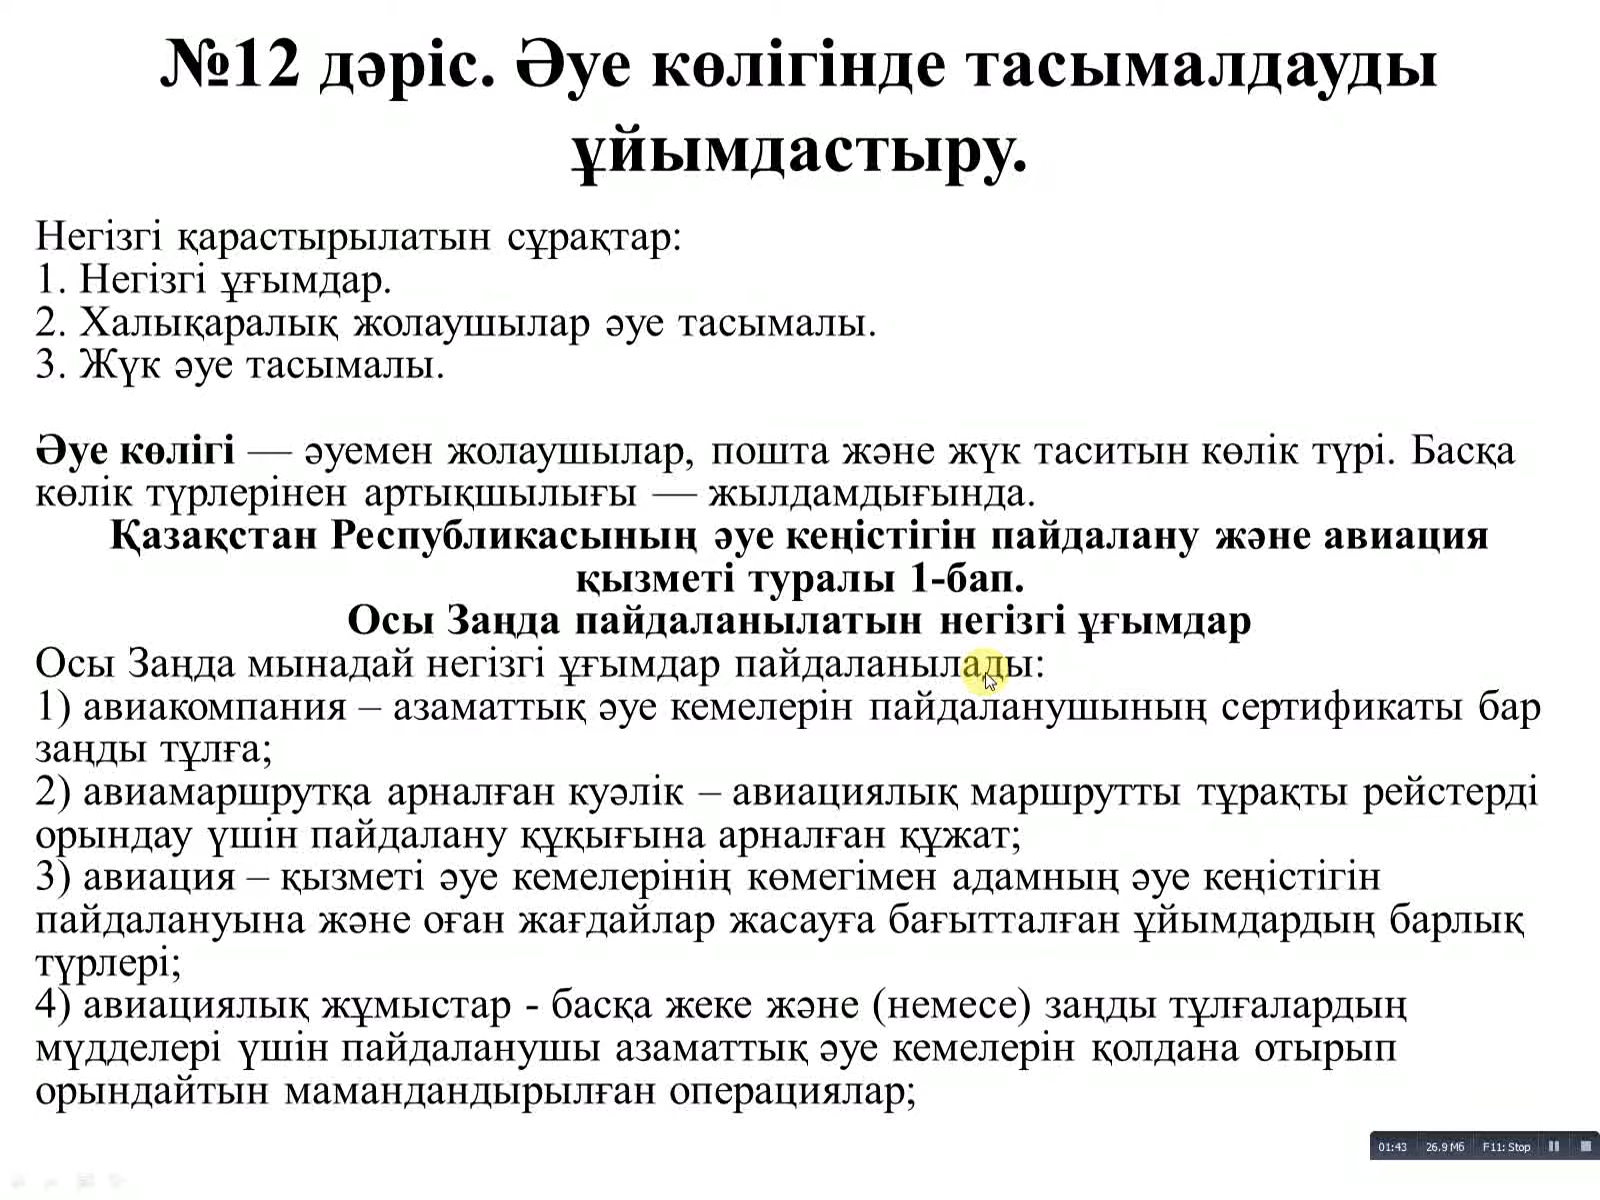 №12 дәріс. Әуе көлігінде тасымалдауды
ұйымдастыру.
Негізгі қарастырылатын сұрақтар:
1. Негізгі ұғымдар.
2. Халықаралық жолаушылар әуе тасымалы.
3. Жүк әуе тасымалы.
Әуе көлігі — әуемен жолаушылар, пошта және жүк таситын көлік түрі. Басқа
көлік түрлерінен артықшылығы — жылдамдығында.
Қазақстан Республикасының әуе кеңістігін пайдалану және авиация
қызметі туралы 1-бап.
Осы Заңда пайдаланылатын негізгі ұғымдар
Осы Заңда мынадай негізгі ұғымдар пайдаланылады:
1) авиакомпания – азаматтық әуе кемелерін пайдаланушының сертификаты бар
заңды тұлға;
2) авиамаршрутқа арналған куәлік – авиациялық маршрутты тұрақты рейстерді
орындау үшін пайдалану құқығына арналған құжат;
3) авиация – қызметі әуе кемелерінің көмегімен адамның әуе кеңістігін
пайдалануына және оған жағдайлар жасауға бағытталған ұйымдардың барлық
түрлері;
4) авиациялық жұмыстар - басқа жеке және (немесе) заңды тұлғалардың
мүдделері үшін пайдаланушы азаматтық әуе кемелерін қолдана отырып
орындайтын мамандандырылған операциялар;
01:43 26.9 Мб F11: Stop